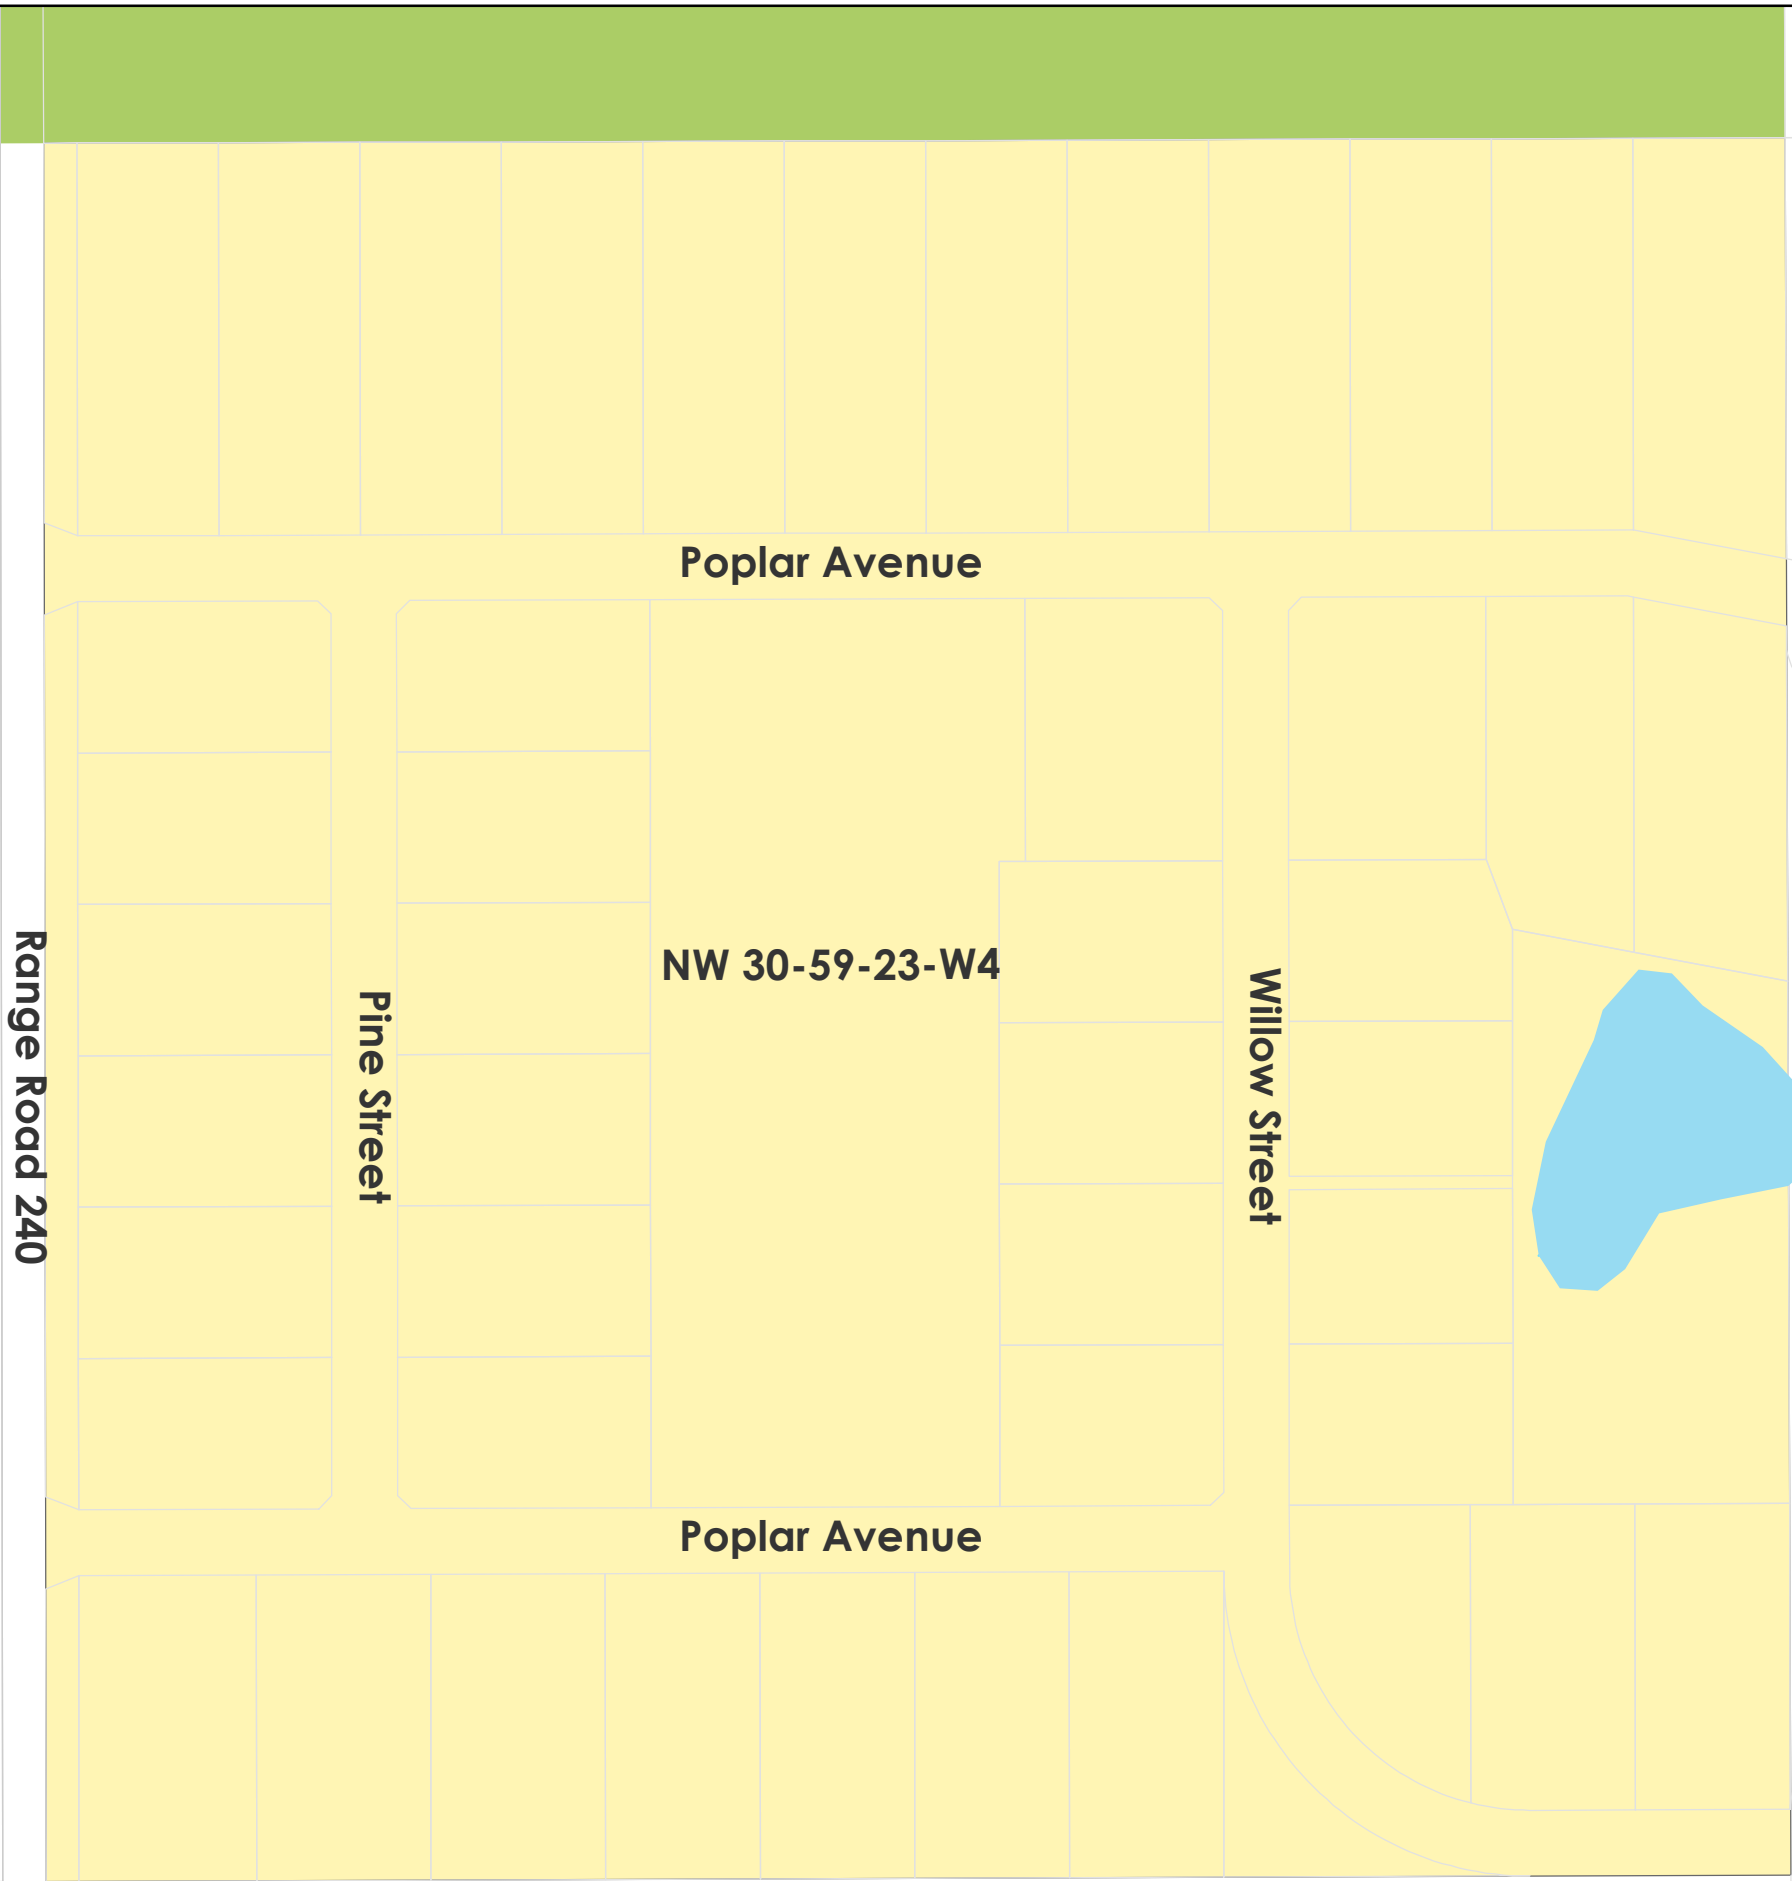 Poplar Avenue
NW 30-59-23-W4
Range Road 240
Pine Street
Willow Street
Poplar Avenue